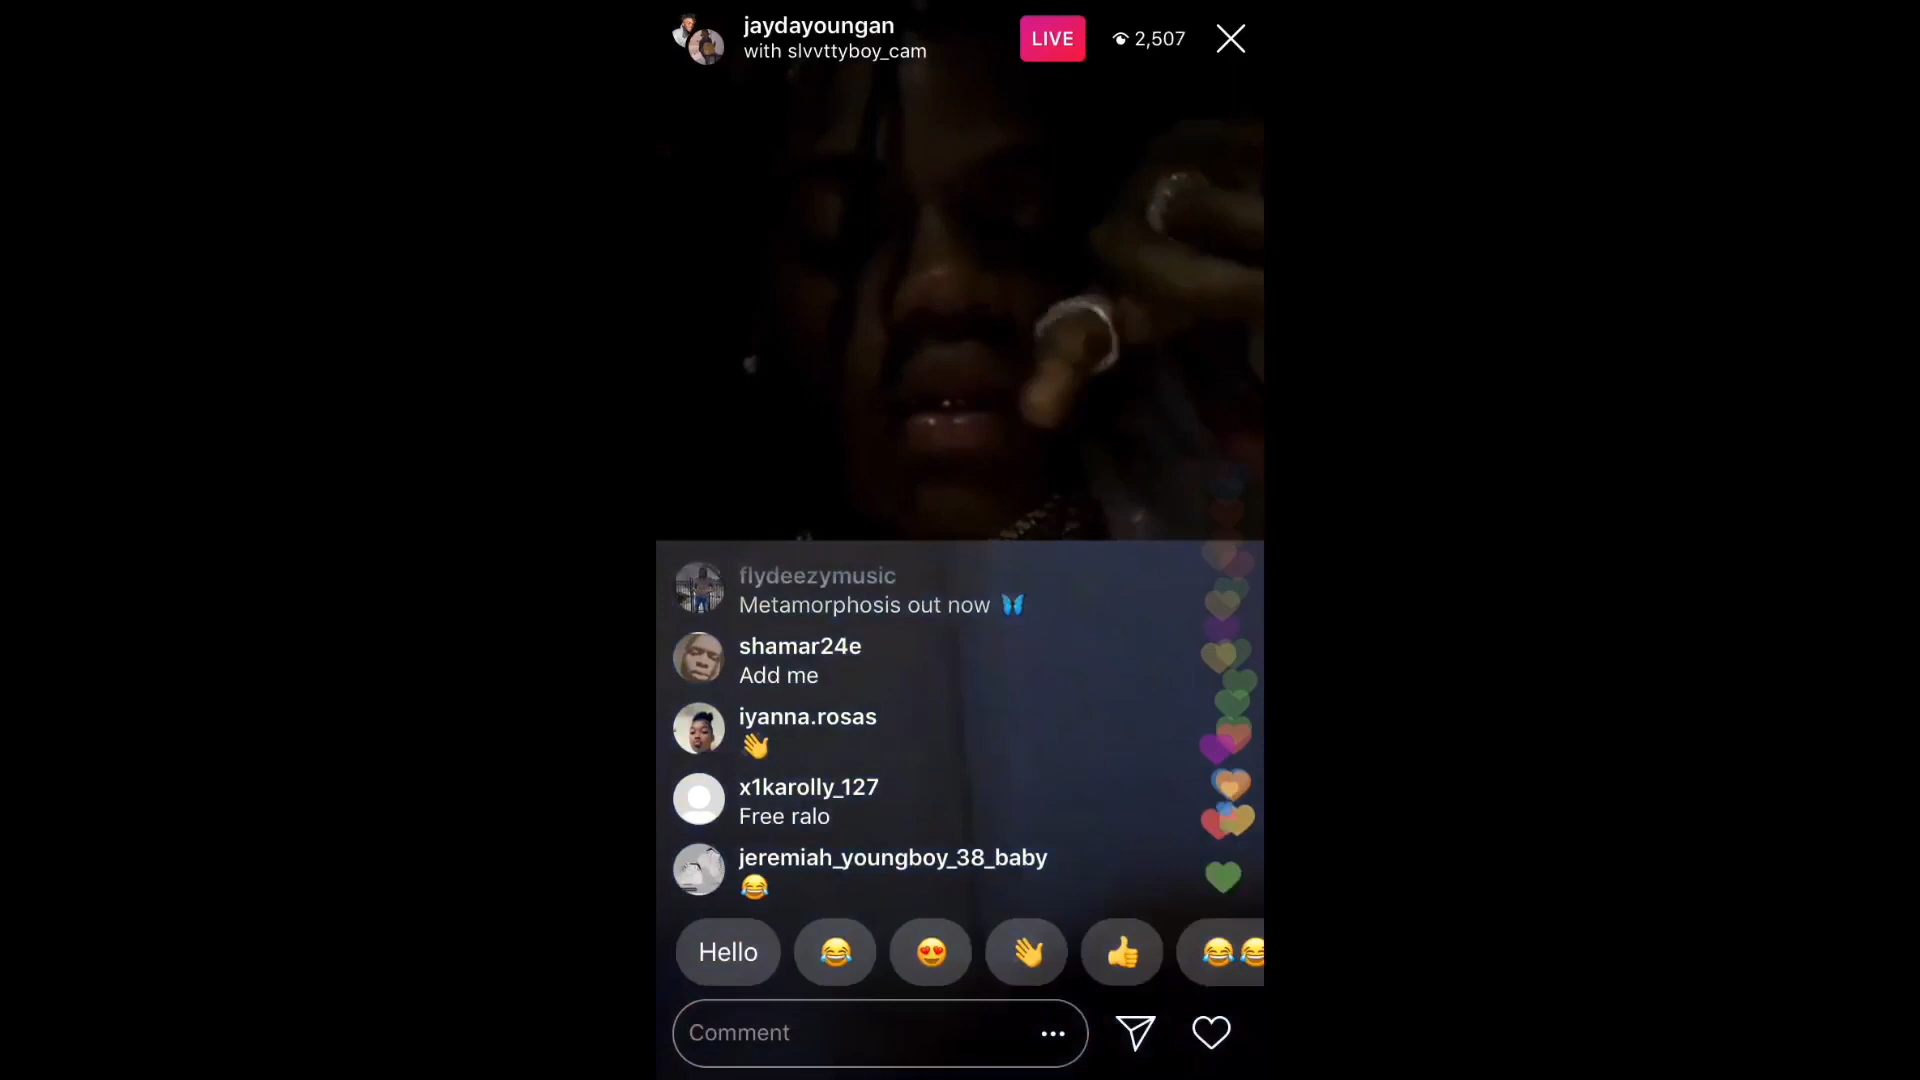 jaydayoungan
with slvvttyboy_cam
LIVE
2,507
flydeezymusic
Metamorphosis out now 🦋
shamar24e
Add me
iyanna.rosas
👋
x1karolly_127
Free ralo
jeremiah_youngboy_38_baby
😂
Hello 😂 😍 👋 👍 😂😂
Comment